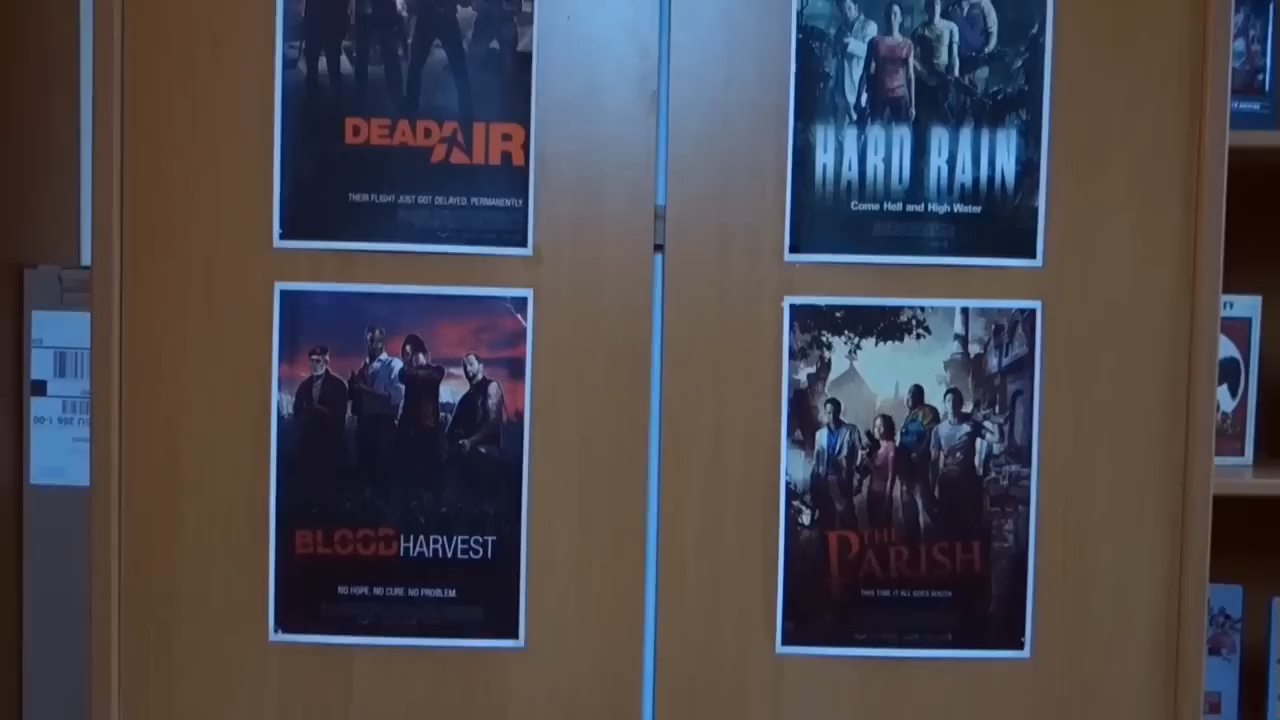 DEAD AIR
THEIR FLIGHT JUST GOT DELAYED. PERMANENTLY
HARD RAIN
Come Hell and High Water
BLOOD HARVEST
NO HOPE. NO CURE. NO PROBLEM.
THE
PARISH
THIS TIME IT ALL GOES SOUTH